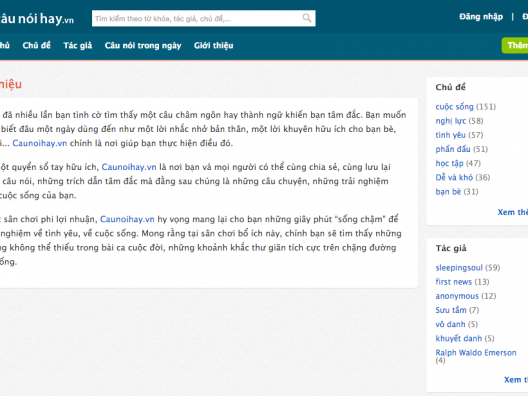 câu nói hay.vn
Tìm kiếm theo từ khóa, tác giả, chủ đề,...
Đăng nhập | Đ
hủ Chủ đề Tác giả Câu nói trong ngày Giới thiệu
Thêm
hiệu
đã nhiều lần bạn tình cờ tìm thấy một câu châm ngôn hay thành ngữ khiến bạn tâm đắc. Bạn muốn
biết đâu một ngày dùng đến như một lời nhắc nhở bản thân, một lời khuyên hữu ích cho bạn bè,
i... Caunoihay.vn chính là nơi giúp bạn thực hiện điều đó.
ột quyển sổ tay hữu ích, Caunoihay.vn là nơi bạn và mọi người có thể cùng chia sẻ, cùng lưu lại
câu nói, những trích dẫn tâm đắc mà đằng sau chúng là những câu chuyện, những trải nghiệm
cuộc sống của bạn.
t sân chơi phi lợi nhuận, Caunoihay.vn hy vọng mang lại cho bạn những giây phút “sống chậm” để
nghiệm về tình yêu, về cuộc sống. Mong rằng tại sân chơi bổ ích này, chính bạn sẽ tìm thấy những
ng không thể thiếu trong bài ca cuộc đời, những khoảnh khắc thư giãn tích cực trên chặng đường
ống.
Chủ đề
cuộc sống (151)
nghị lực (58)
tình yêu (57)
phấn đấu (51)
học tập (47)
Dễ và khó (36)
bạn bè (31)
Xem thê
Tác giả
sleepingsoul (59)
first news (13)
anonymous (12)
Sưu tầm (7)
vô danh (5)
khuyết danh (5)
Ralph Waldo Emerson
(4)
Xem th